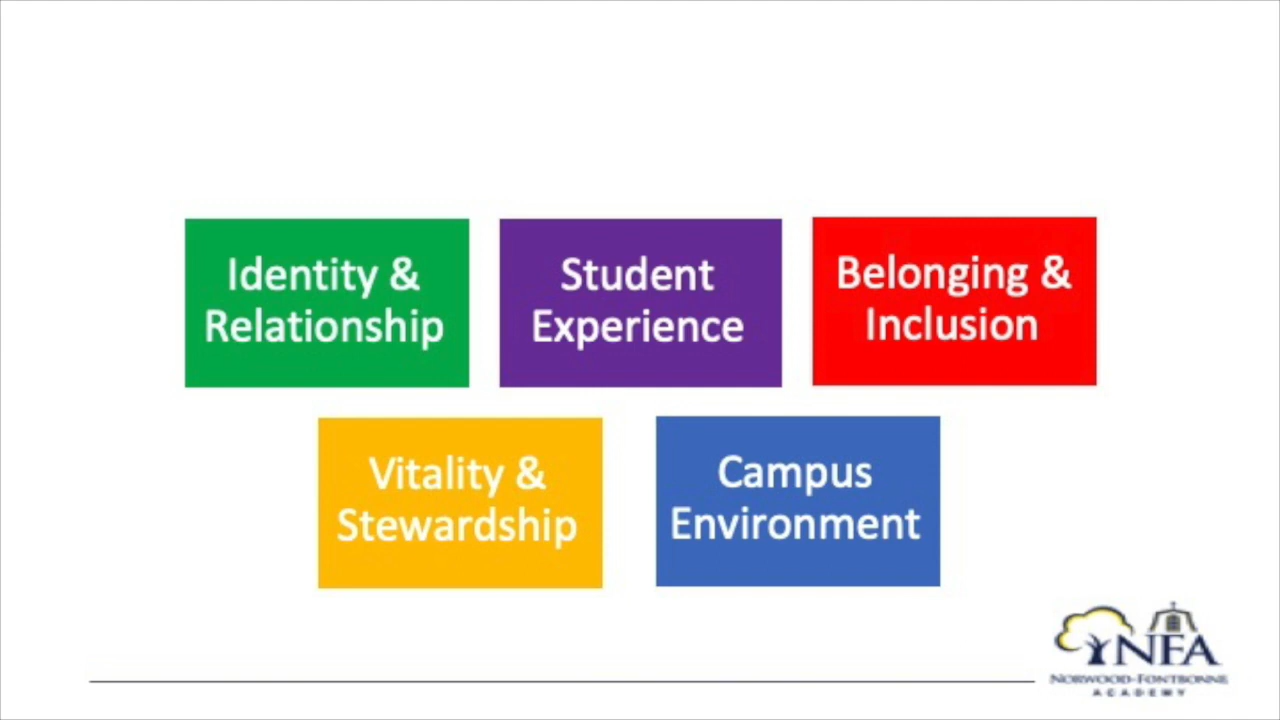 Identity &
Relationship
Student
Experience
Belonging &
Inclusion
Vitality &
Stewardship
Campus
Environment
NFA
NORWOOD-FONTBONNE
ACADEMY